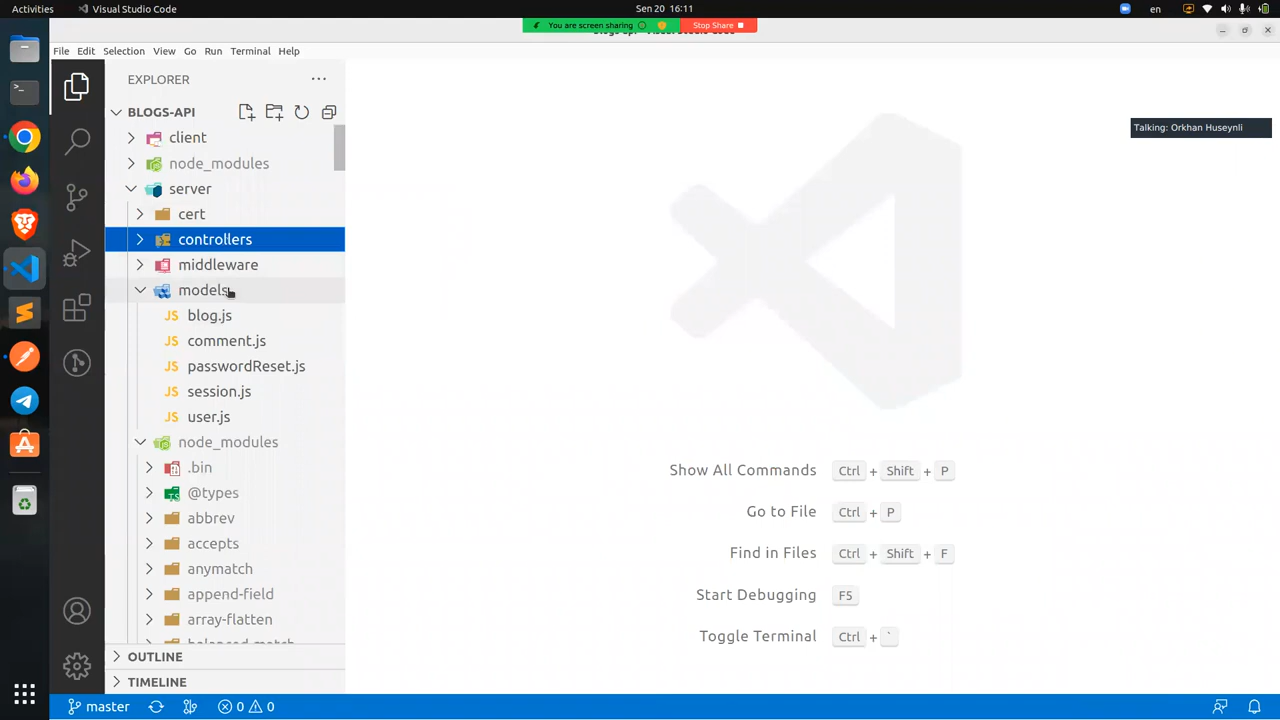 Activities
Visual Studio Code
Sen 20 16:11
en
You are screen sharing
Stop Share
File Edit Selection View Go Run Terminal Help
EXPLORER
BLOGS-API
client
node_modules
server
cert
controllers
middleware
models
blog.js
comment.js
passwordReset.js
session.js
user.js
node_modules
.bin
@types
abbrev
accepts
anymatch
append-field
array-flatten
balanced-match
OUTLINE
TIMELINE
Talking: Orkhan Huseynli
Show All Commands Ctrl + Shift + P
Go to File Ctrl + P
Find in Files Ctrl + Shift + F
Start Debugging F5
Toggle Terminal Ctrl + `
master
0 0